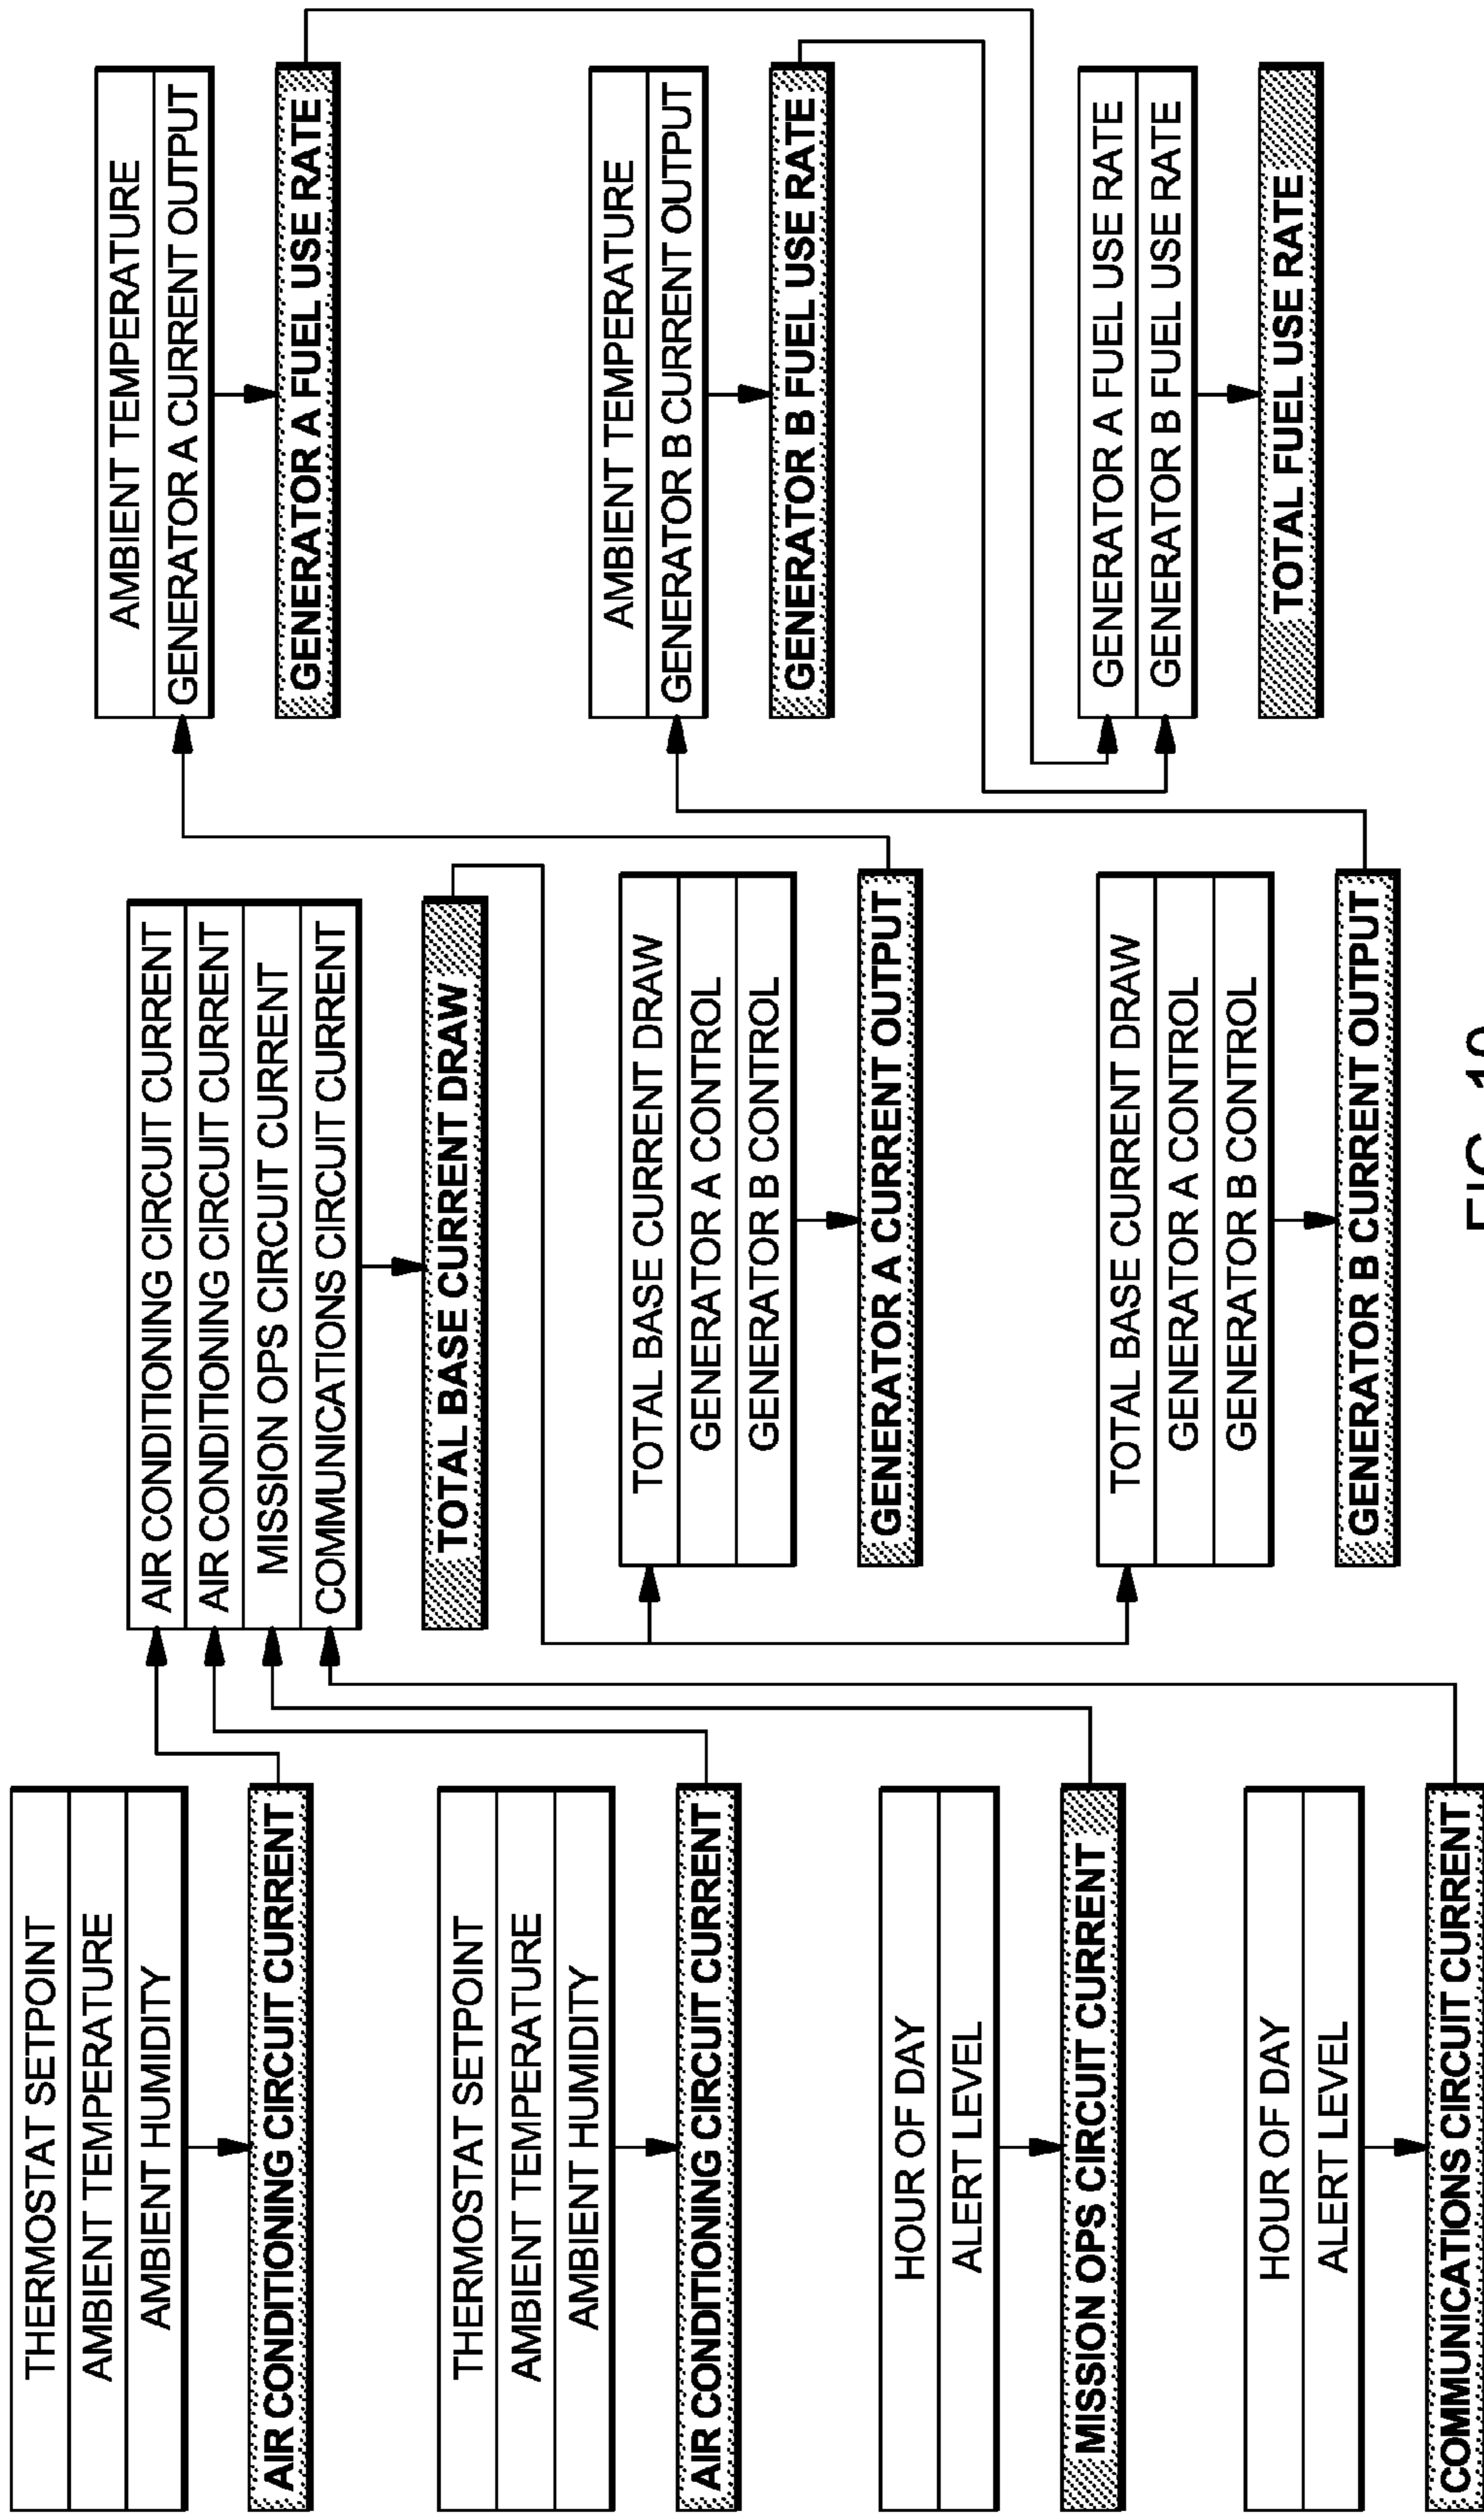 THERMOSTAT SETPOINT
AMBIENT TEMPERATURE
AMBIENT HUMIDITY
AIR CONDITIONING CIRCUIT CURRENT
THERMOSTAT SETPOINT
AMBIENT TEMPERATURE
AMBIENT HUMIDITY
AIR CONDITIONING CIRCUIT CURRENT
HOUR OF DAY
ALERT LEVEL
MISSION OPS CIRCUIT CURRENT
HOUR OF DAY
ALERT LEVEL
COMMUNICATIONS CIRCUIT CURRENT
AIR CONDITIONING CIRCUIT CURRENT
AIR CONDITIONING CIRCUIT CURRENT
MISSION OPS CIRCUIT CURRENT
COMMUNICATIONS CIRCUIT CURRENT
TOTAL BASE CURRENT DRAW
TOTAL BASE CURRENT DRAW
GENERATOR A CONTROL
GENERATOR B CONTROL
GENERATOR A CURRENT OUTPUT
TOTAL BASE CURRENT DRAW
GENERATOR A CONTROL
GENERATOR B CONTROL
GENERATOR B CURRENT OUTPUT
AMBIENT TEMPERATURE
GENERATOR A CURRENT OUTPUT
GENERATOR A FUEL USE RATE
AMBIENT TEMPERATURE
GENERATOR B CURRENT OUTPUT
GENERATOR B FUEL USE RATE
GENERATOR A FUEL USE RATE
GENERATOR B FUEL USE RATE
TOTAL FUEL USE RATE
FIG.